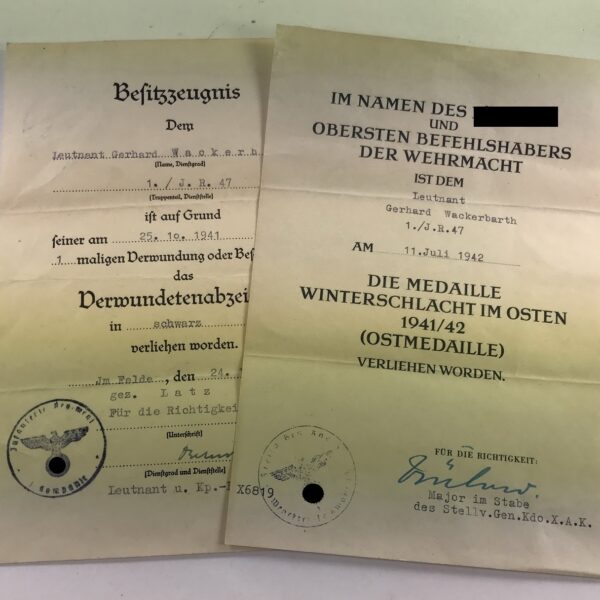 Besitzzeugnis
Dem
Leutnant Gerhard Wackerb
(Name, Dienstgrad)
1./J.R. 47
(Truppenteil, Dienststelle)
ist auf Grund
seiner am 25.10.1941
1 maligen Verwundung oder Bes
das
Verwundetenabzei
in schwarz
verliehen worden.
Jm Felde, den 24.
gez. Latz
Für die Richtigkei
(Unterschrift)
(Dienstgrad und Dienststelle)
Leutnant u. Kp.-
X6819
IM NAMEN DES
UND
OBERSTEN BEFEHLSHABERS
DER WEHRMACHT
IST DEM
Leutnant
Gerhard Wackerbarth
1./J.R.47
AM 11.Juli 1942
DIE MEDAILLE
WINTERSCHLACHT IM OSTEN
1941/42
(OSTMEDAILLE)
VERLIEHEN WORDEN.
FÜR DIE RICHTIGKEIT:
Major im Stabe
des Stellv.Gen.Kdo.X.A.K.